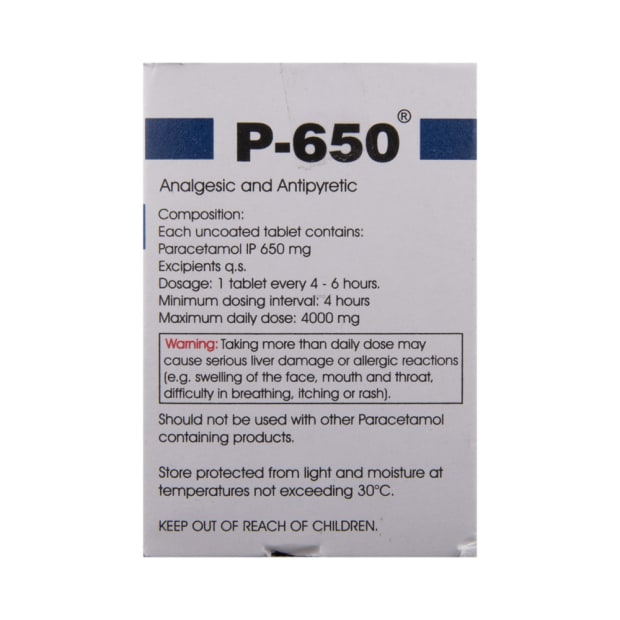 P-650®
Analgesic and Antipyretic
Composition:
Each uncoated tablet contains:
Paracetamol IP 650 mg
Excipients q.s.
Dosage: 1 tablet every 4 - 6 hours.
Minimum dosing interval: 4 hours
Maximum daily dose: 4000 mg
Warning: Taking more than daily dose may
cause serious liver damage or allergic reactions
(e.g. swelling of the face, mouth and throat,
difficulty in breathing, itching or rash).
Should not be used with other Paracetamol
containing products.
Store protected from light and moisture at
temperatures not exceeding 30°C.
KEEP OUT OF REACH OF CHILDREN.